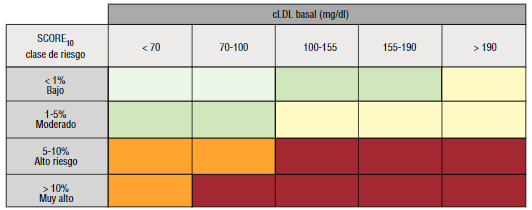 cLDL basal (mg/dl)
SCORE10
clase de riesgo
< 70
70-100
100-155
155-190
> 190
< 1%
Bajo
1-5%
Moderado
5-10%
Alto riesgo
> 10%
Muy alto